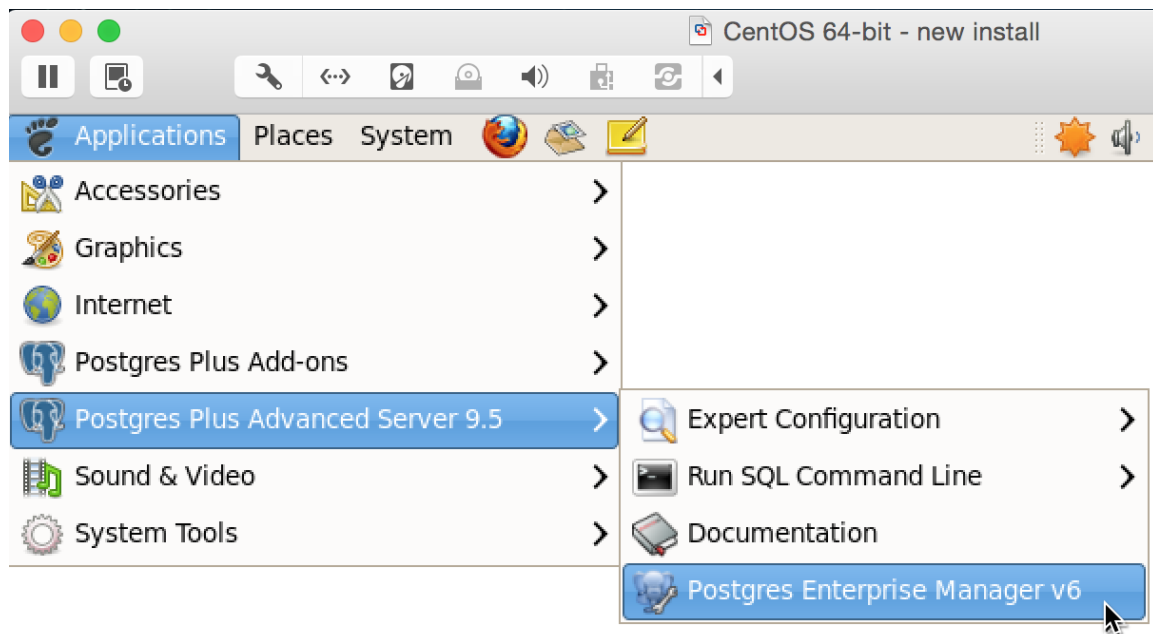 CentOS 64-bit - new install
Applications Places System
Accessories
Graphics
Internet
Postgres Plus Add-ons
Postgres Plus Advanced Server 9.5
Sound & Video
System Tools
Expert Configuration
Run SQL Command Line
Documentation
Postgres Enterprise Manager v6